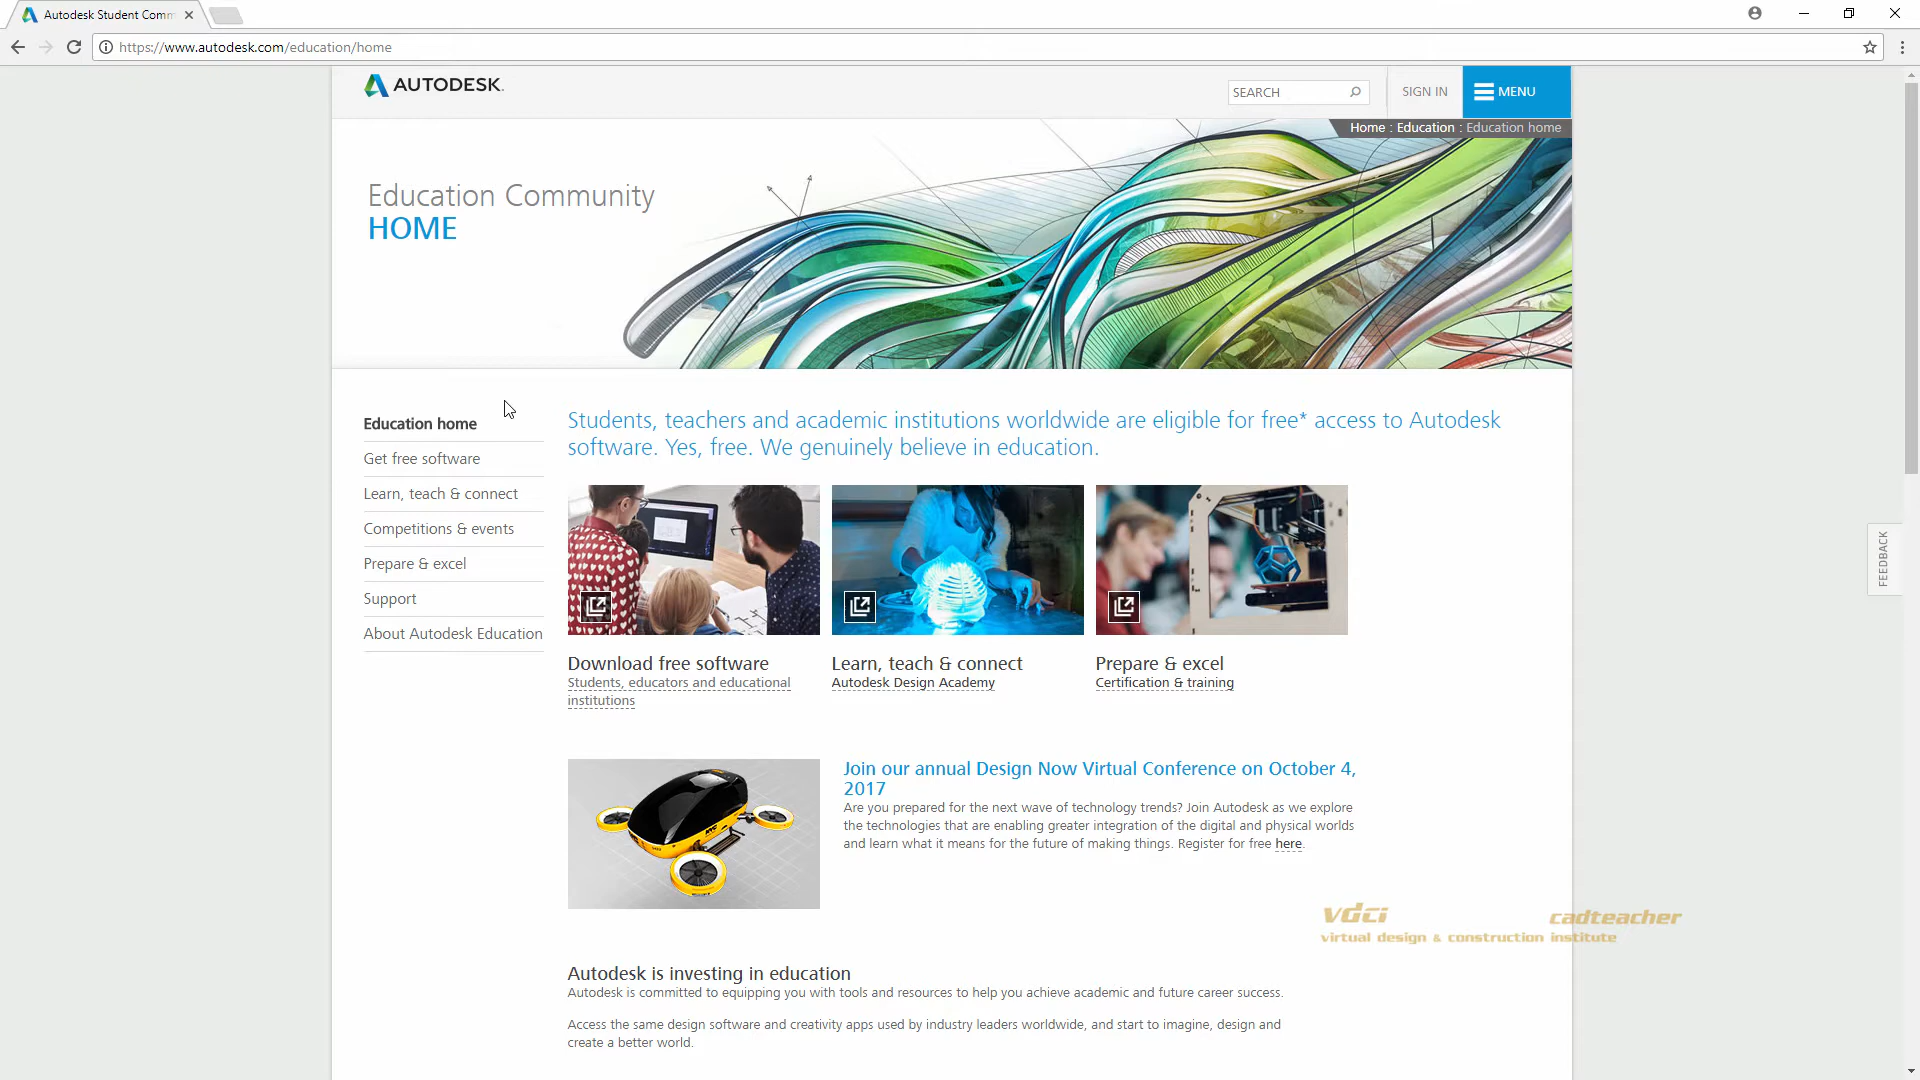 Autodesk Student Comm
https://www.autodesk.com/education/home
AUTODESK.
SEARCH
SIGN IN
MENU
Home : Education : Education home
Education Community
HOME
Education home
Get free software
Learn, teach & connect
Competitions & events
Prepare & excel
Support
About Autodesk Education
Students, teachers and academic institutions worldwide are eligible for free* access to Autodesk
software. Yes, free. We genuinely believe in education.
Download free software
Students, educators and educational
institutions
Learn, teach & connect
Autodesk Design Academy
Prepare & excel
Certification & training
FEEDBACK
Join our annual Design Now Virtual Conference on October 4,
2017
Are you prepared for the next wave of technology trends? Join Autodesk as we explore
the technologies that are enabling greater integration of the digital and physical worlds
and learn what it means for the future of making things. Register for free here.
vdci cadteacher
virtual design & construction institute
Autodesk is investing in education
Autodesk is committed to equipping you with tools and resources to help you achieve academic and future career success.
Access the same design software and creativity apps used by industry leaders worldwide, and start to imagine, design and
create a better world.